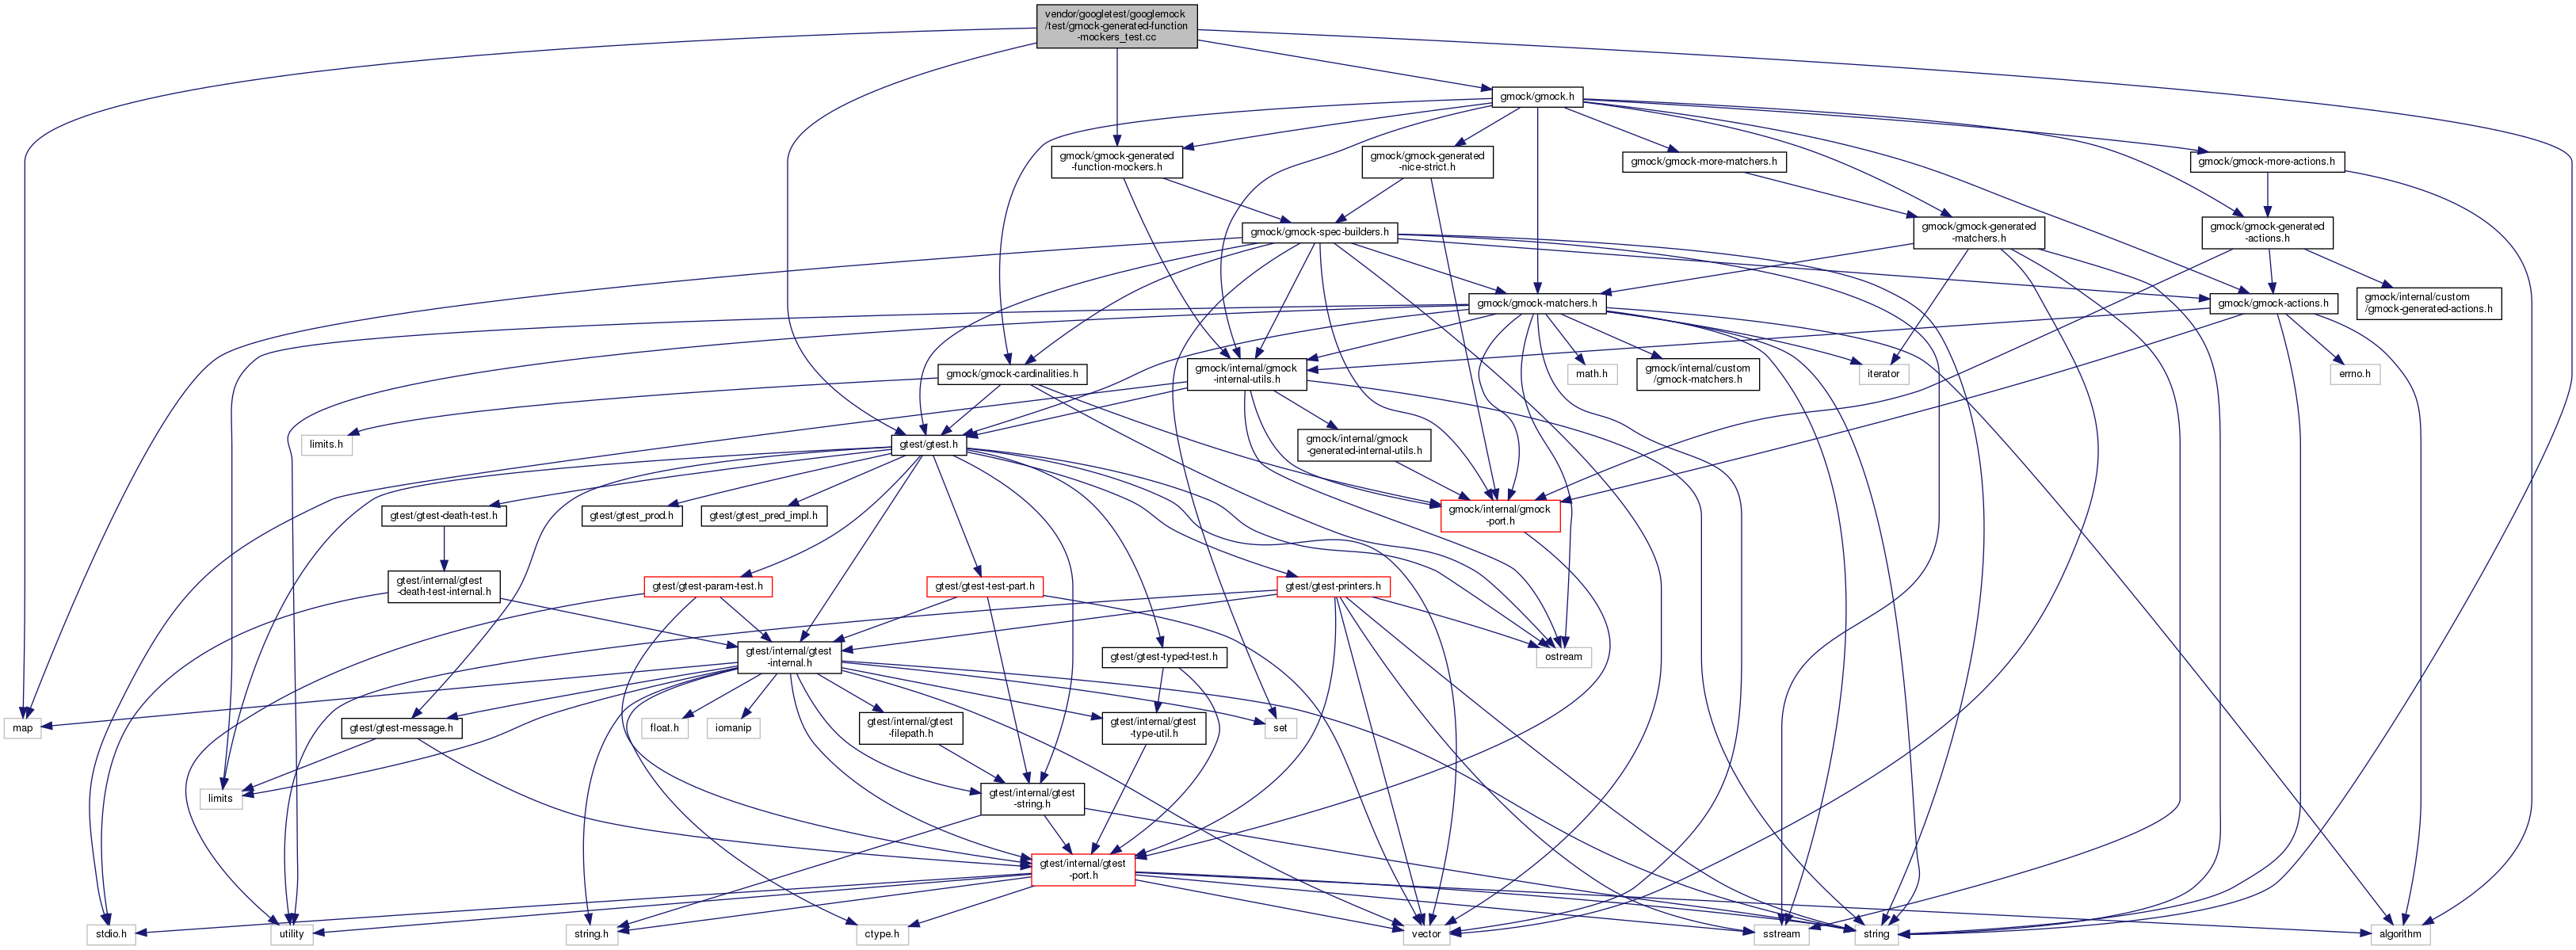 vendor/googletest/googlemock
/test/gmock-generated-function
-mockers_test.cc
gmock/gmock.h
gmock/gmock-generated
-function-mockers.h
gmock/gmock-generated
-nice-strict.h
gmock/gmock-more-matchers.h
gmock/gmock-more-actions.h
gmock/gmock-spec-builders.h
gmock/gmock-generated
-matchers.h
gmock/gmock-generated
-actions.h
gmock/gmock-matchers.h
gmock/gmock-actions.h
gmock/internal/custom
/gmock-generated-actions.h
gmock/gmock-cardinalities.h
gmock/internal/gmock
-internal-utils.h
math.h
gmock/internal/custom
/gmock-matchers.h
iterator
errno.h
limits.h
gtest/gtest.h
gmock/internal/gmock
-generated-internal-utils.h
gtest/gtest-death-test.h
gtest/gtest_prod.h
gtest/gtest_pred_impl.h
gmock/internal/gmock
-port.h
gtest/internal/gtest
-death-test-internal.h
gtest/gtest-param-test.h
gtest/gtest-test-part.h
gtest/gtest-printers.h
gtest/internal/gtest
-internal.h
gtest/gtest-typed-test.h
ostream
map
gtest/gtest-message.h
float.h
iomanip
gtest/internal/gtest
-filepath.h
gtest/internal/gtest
-type-util.h
set
limits
gtest/internal/gtest
-string.h
gtest/internal/gtest
-port.h
stdio.h
utility
string.h
ctype.h
vector
sstream
string
algorithm